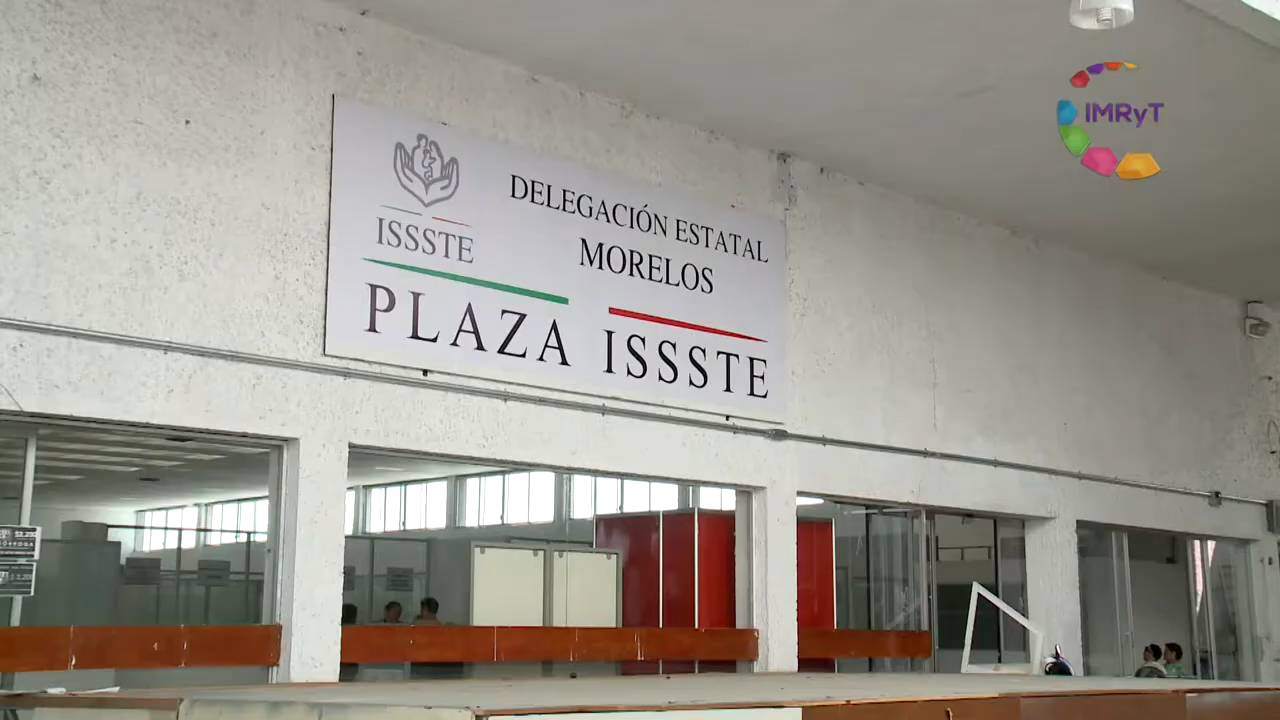 IMRyT
DELEGACIÓN ESTATAL
MORELOS
ISSSTE
PLAZA ISSSTE